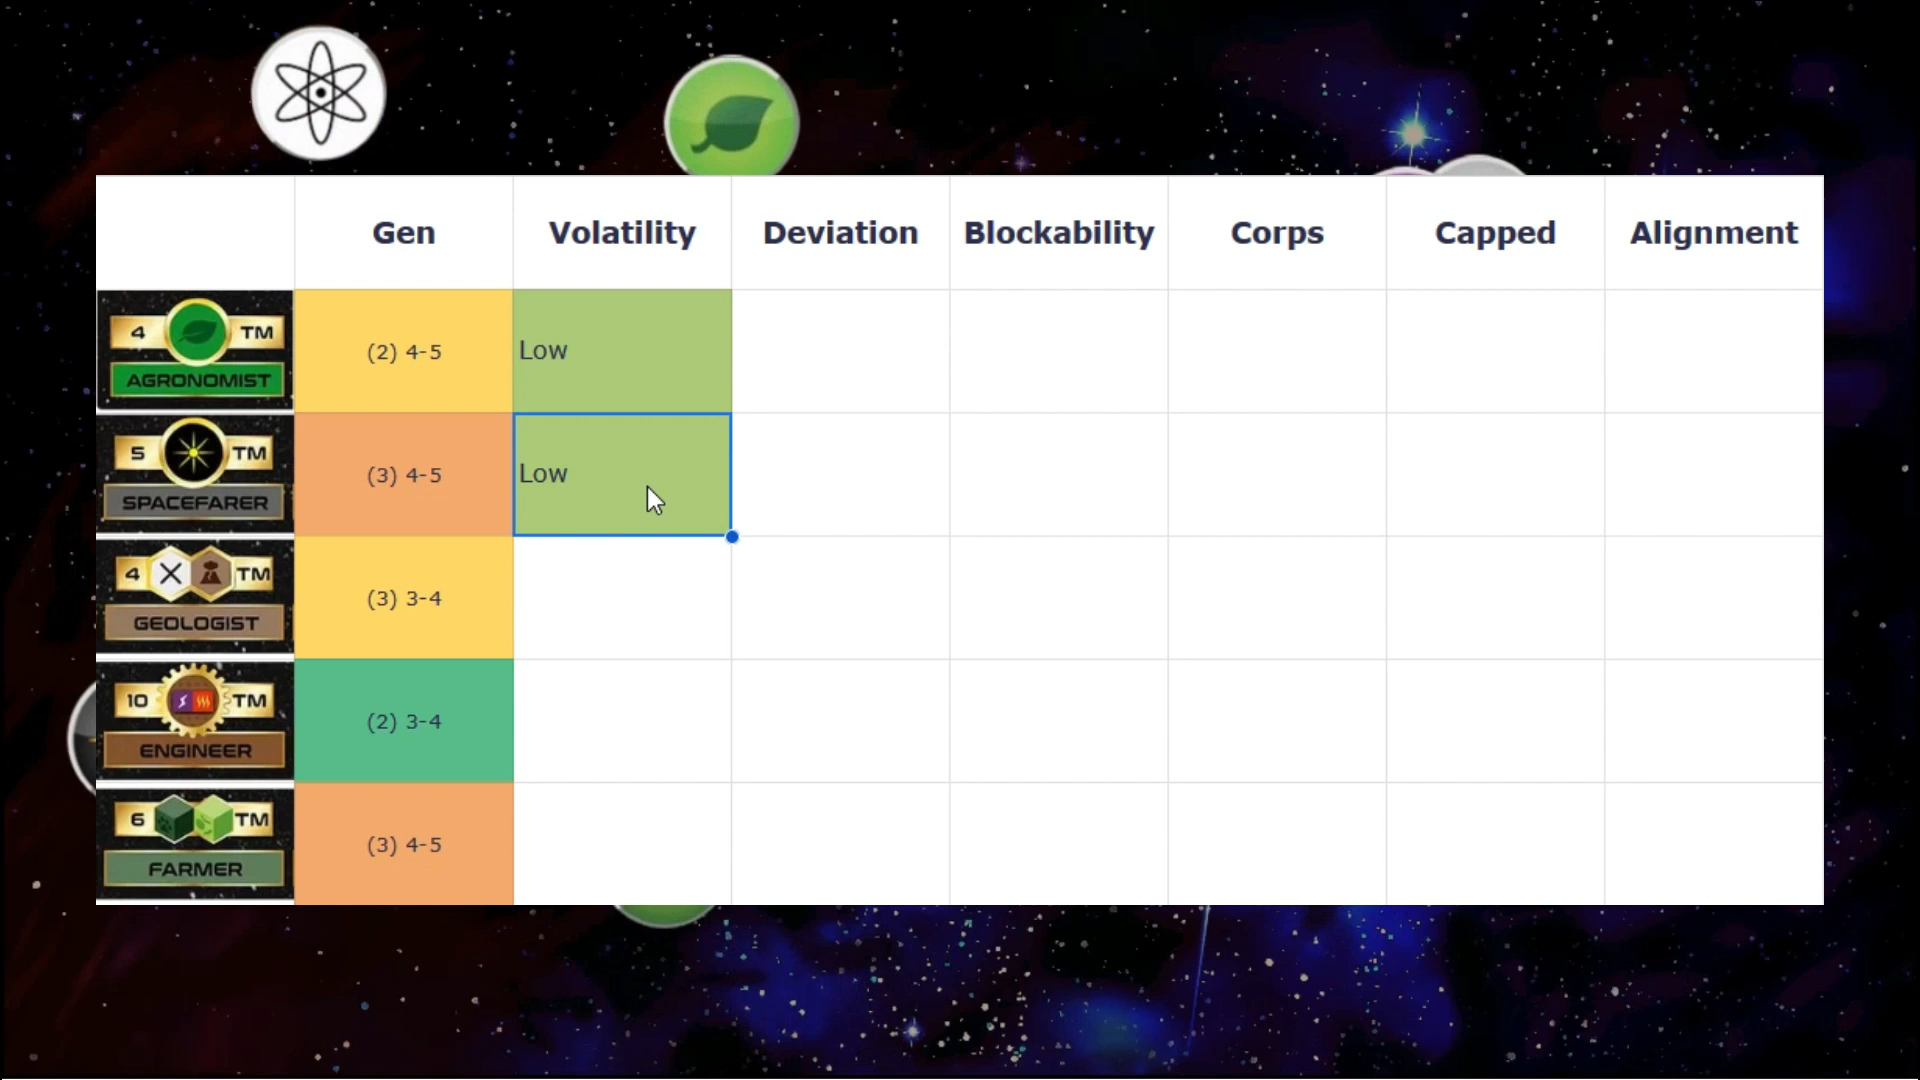 Gen Volatility Deviation Blockability Corps Capped Alignment
4 TM
AGRONOMIST
(2) 4-5
Low
5 TM
SPACEFARER
(3) 4-5
Low
4 TM
GEOLOGIST
(3) 3-4
10 TM
ENGINEER
(2) 3-4
6 TM
FARMER
(3) 4-5